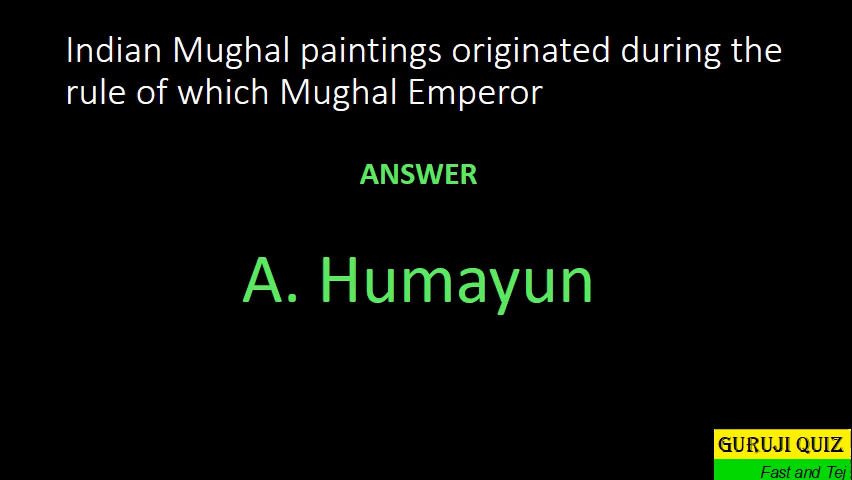 Indian Mughal paintings originated during the
rule of which Mughal Emperor
ANSWER
A. Humayun
GURUJI QUIZ
Fast and Tej